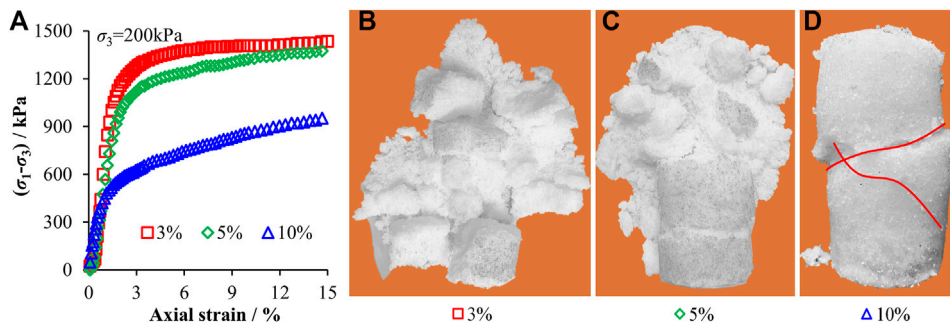 A
σ₃=200kPa
(σ₁-σ₃) / kPa
1500
1200
900
600
300
0
3% 5% 10%
0 3 6 9 12 15
Axial strain / %
B
3%
C
5%
D
10%